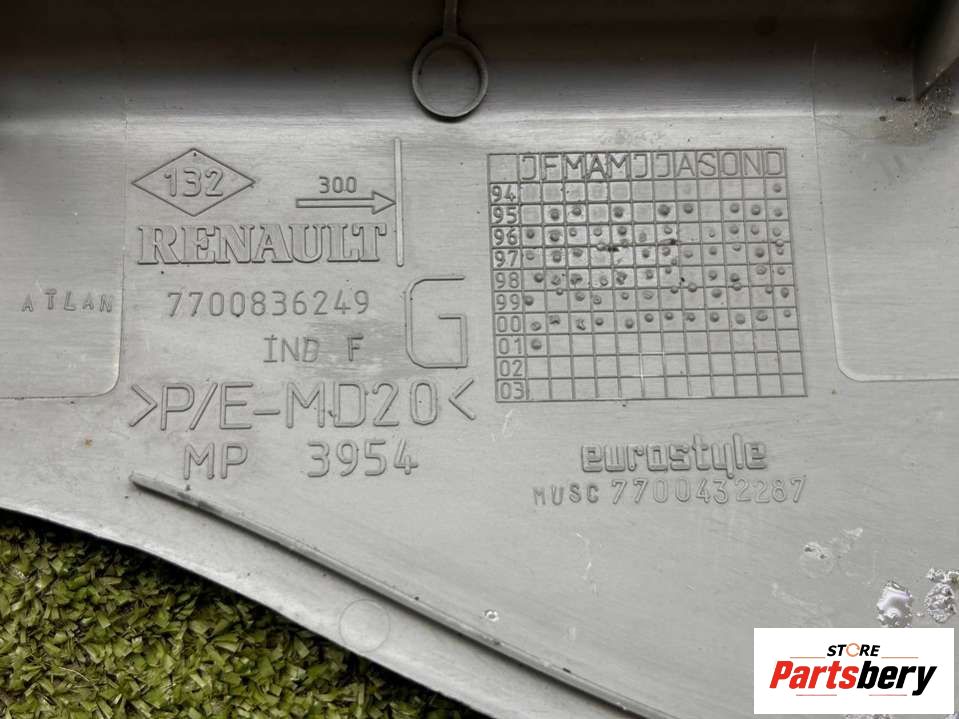 132
300
RENAULT
ATLAN
7700836249
G
IND F
>P/E-MD20<
MP 3954
J F M A M J J A S O N D
94
95
96
97
98
99
00
01
02
03
eurostyle
MUSC 7700432287
STORE
Partsbery